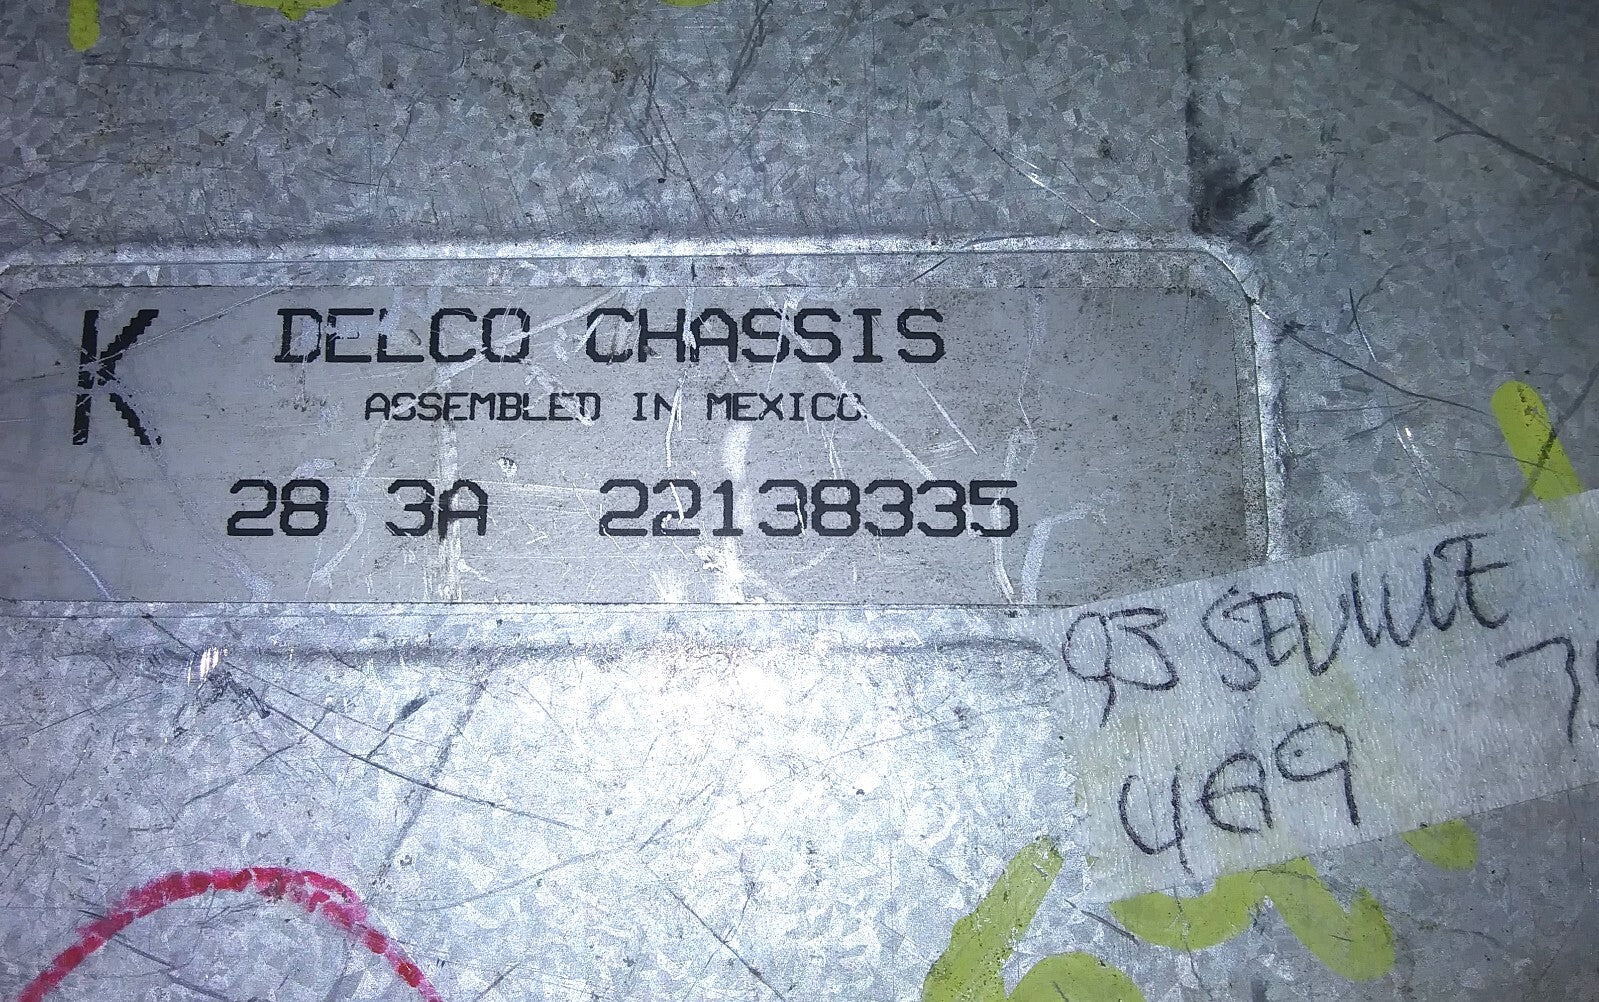 K DELCO CHASSIS
ASSEMBLED IN MEXICO
28 3A 22138335
93 SEVILLE
4G9